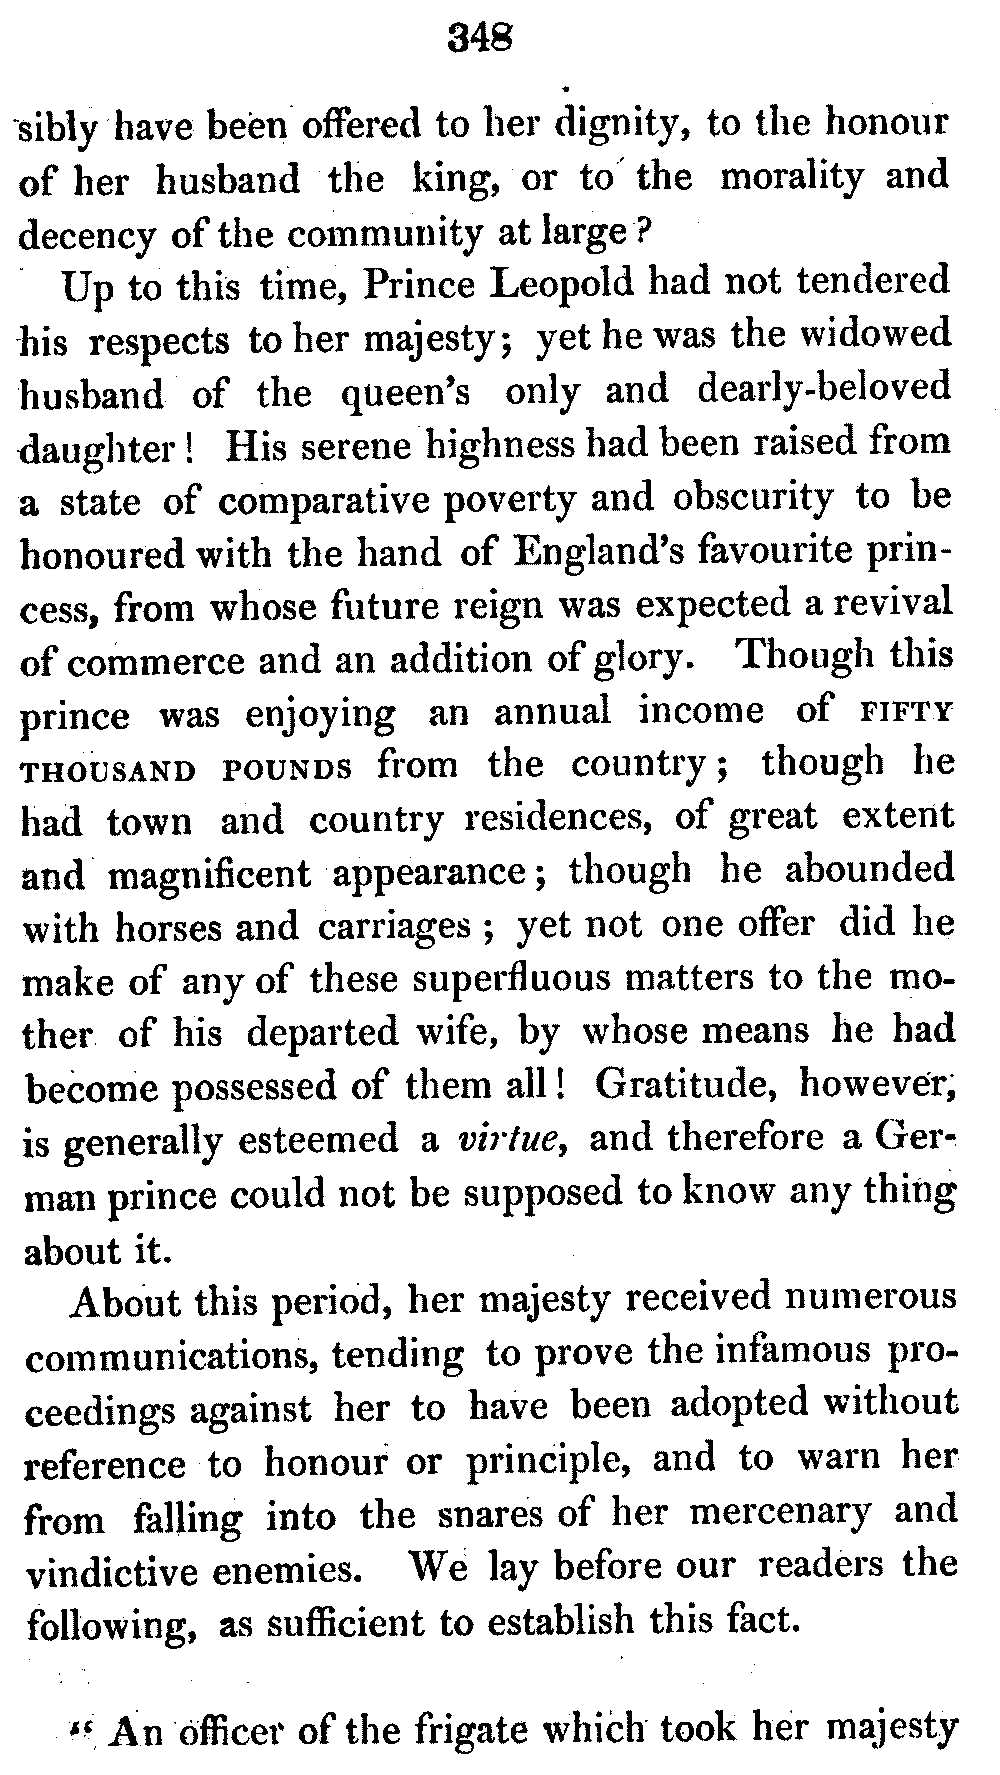 348
sibly have been offered to her dignity, to the honour
of her husband the king, or to the morality and
decency of the community at large?
Up to this time, Prince Leopold had not tendered
his respects to her majesty; yet he was the widowed
husband of the queen's only and dearly-beloved
daughter! His serene highness had been raised from
a state of comparative poverty and obscurity to be
honoured with the hand of England's favourite prin-
cess, from whose future reign was expected a revival
of commerce and an addition of glory. Though this
prince was enjoying an annual income of FIFTY
THOUSAND POUNDS from the country; though he
had town and country residences, of great extent
and magnificent appearance; though he abounded
with horses and carriages; yet not one offer did he
make of any of these superfluous matters to the mo-
ther of his departed wife, by whose means he had
become possessed of them all! Gratitude, however,
is generally esteemed a virtue, and therefore a Ger-
man prince could not be supposed to know any thing
about it.
About this period, her majesty received numerous
communications, tending to prove the infamous pro-
ceedings against her to have been adopted without
reference to honour or principle, and to warn her
from falling into the snares of her mercenary and
vindictive enemies. We lay before our readers the
following, as sufficient to establish this fact.
"An officer of the frigate which took her majesty